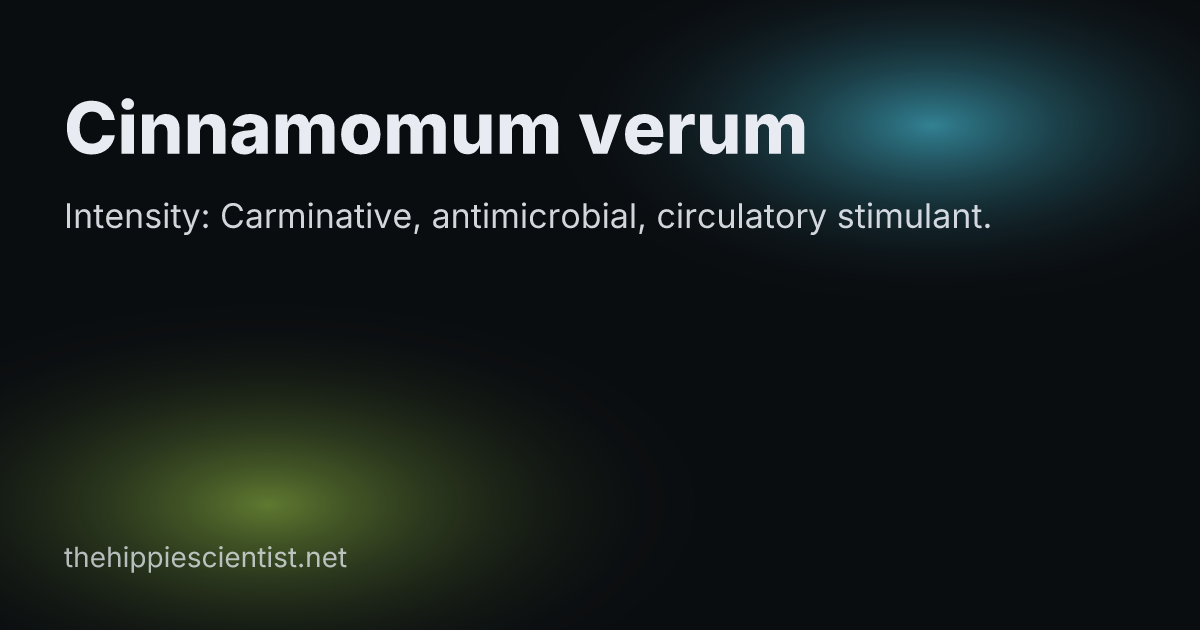 Cinnamomum verum
Intensity: Carminative, antimicrobial, circulatory stimulant.
thehippiescientist.net